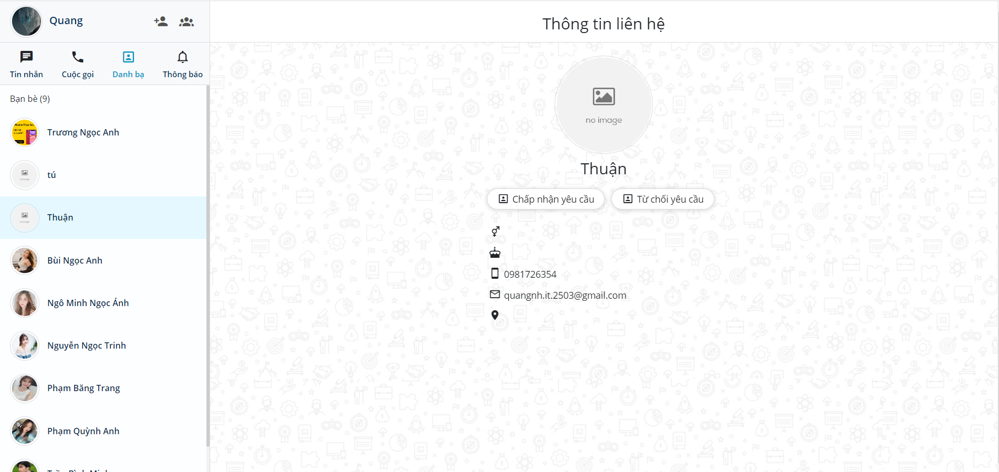 Quang
Tin nhắn
Cuộc gọi
Danh bạ
Thông báo
Bạn bè (9)
Trương Ngọc Anh
tú
Thuận
Bùi Ngọc Anh
Ngô Minh Ngọc Ánh
Nguyễn Ngọc Trinh
Phạm Băng Trang
Phạm Quỳnh Anh
Thông tin liên hệ
no image
Thuận
Chấp nhận yêu cầu
Từ chối yêu cầu
0981726354
quangnh.it.2503@gmail.com